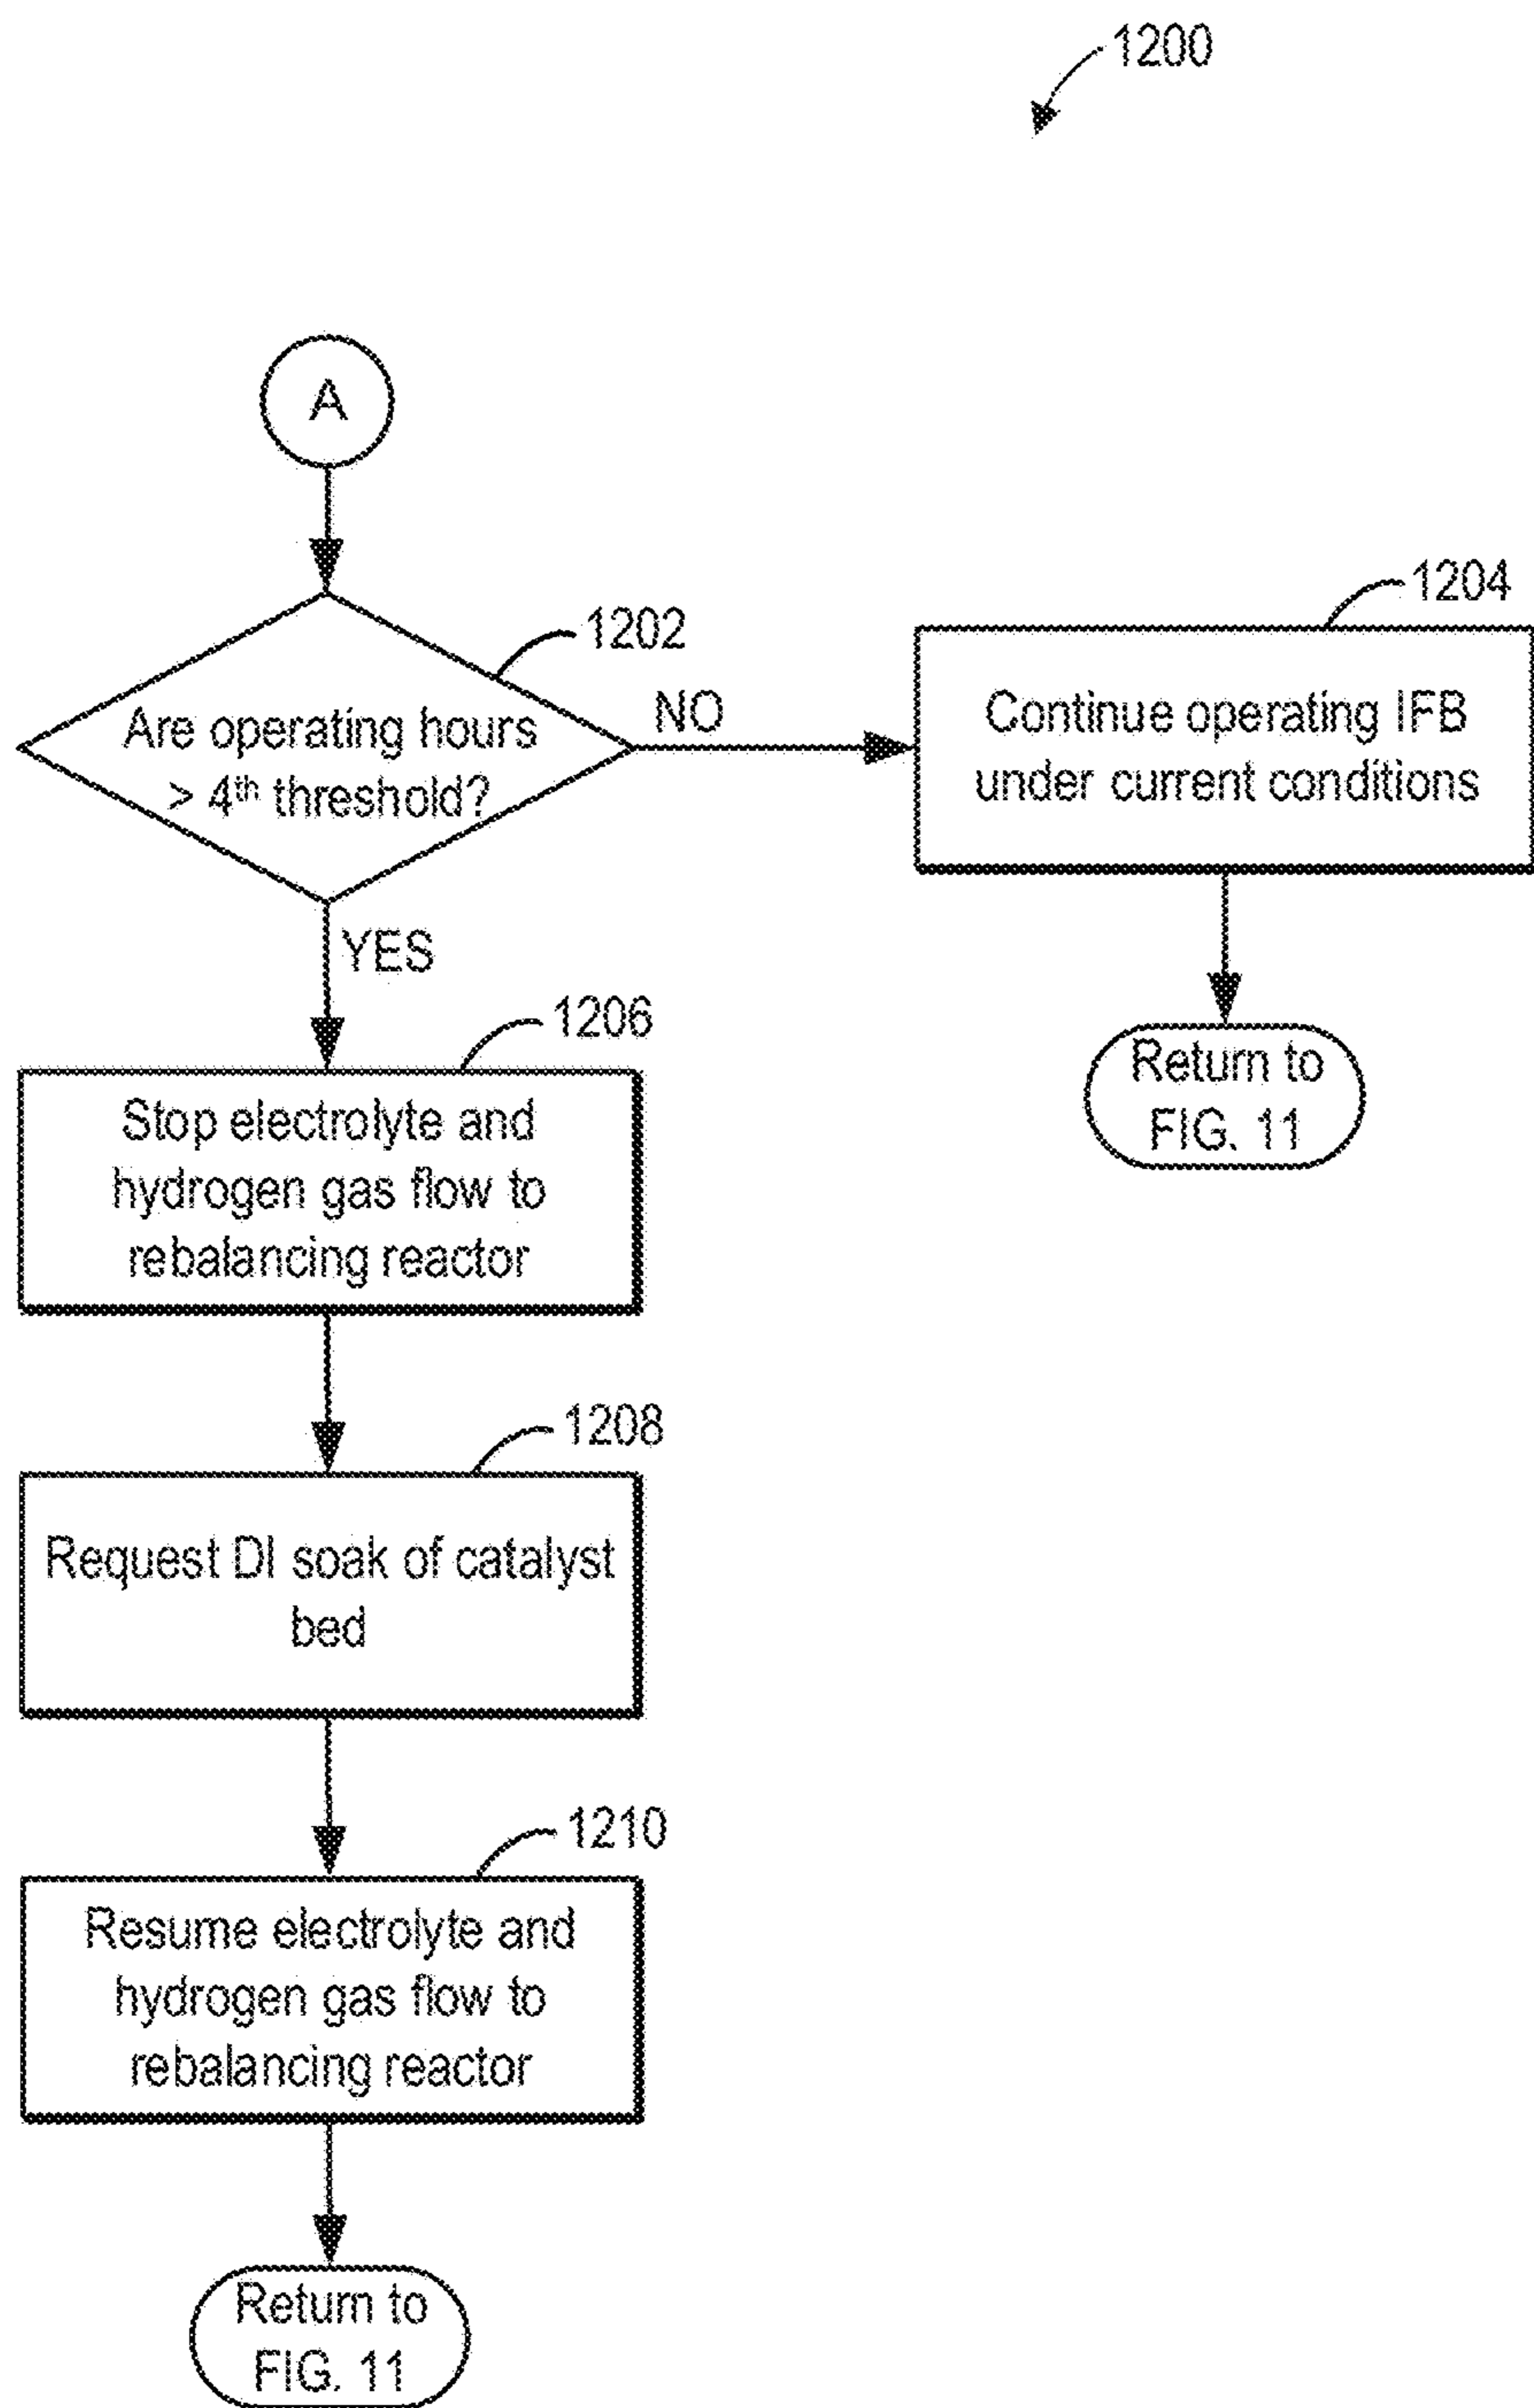 1200
A
1202
Are operating hours
> 4th threshold?
NO
1204
Continue operating IFB
under current conditions
Return to
FIG. 11
YES
1206
Stop electrolyte and
hydrogen gas flow to
rebalancing reactor
1208
Request DI soak of catalyst
bed
1210
Resume electrolyte and
hydrogen gas flow to
rebalancing reactor
Return to
FIG. 11